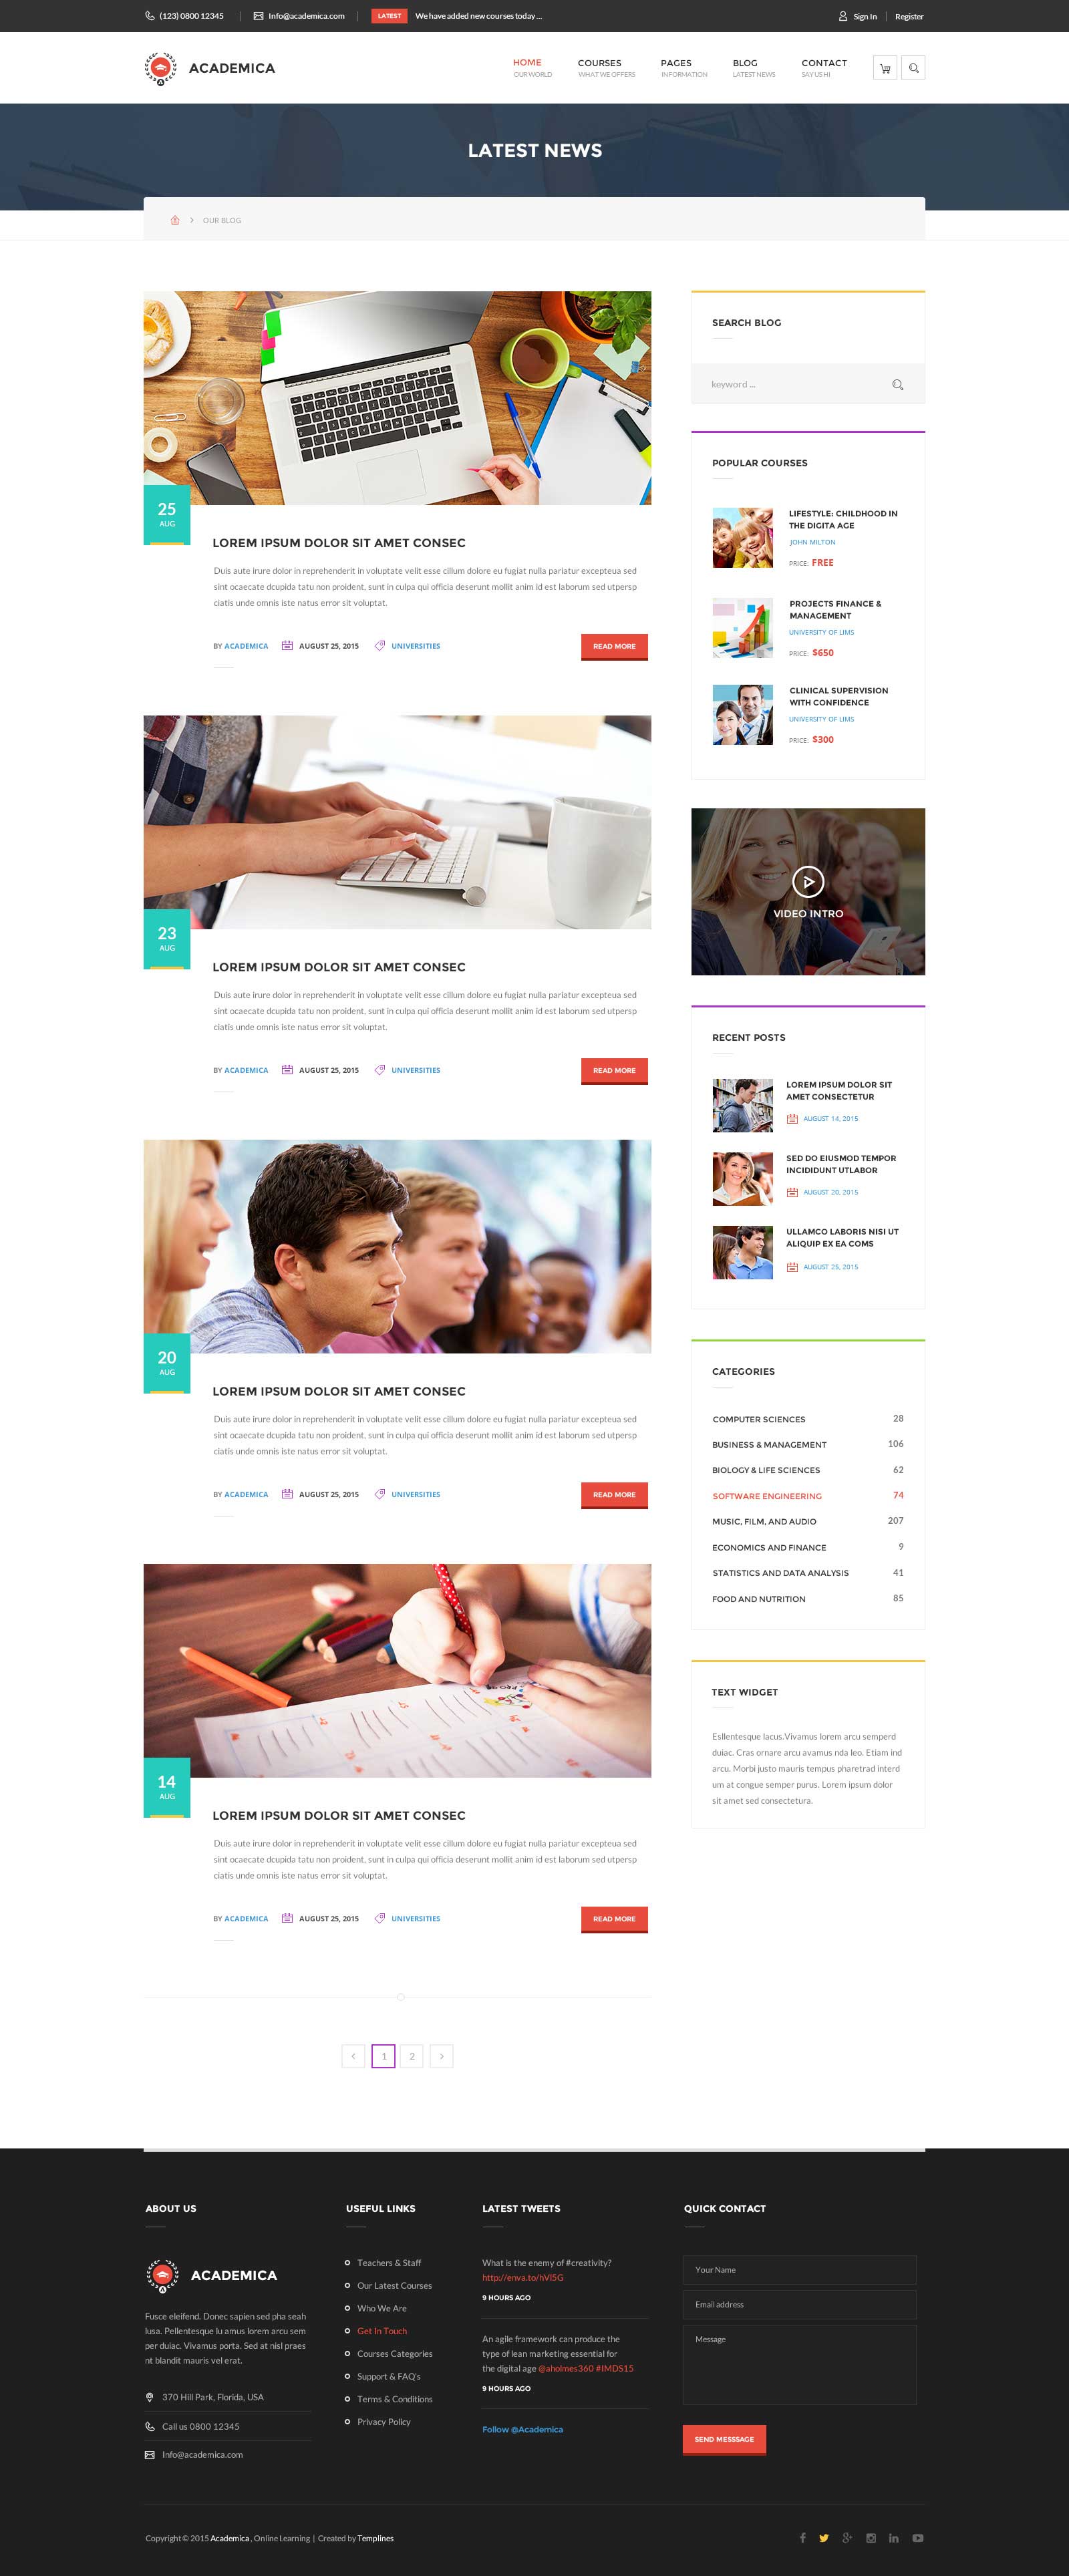 (123) 0800 12345
Info@academica.com
LATEST
We have added new courses today ...
Sign In
Register
ACADEMICA
HOME
OUR WORLD
COURSES
WHAT WE OFFERS
PAGES
INFORMATION
BLOG
LATEST NEWS
CONTACT
SAY US HI
LATEST NEWS
OUR BLOG
25
AUG
LOREM IPSUM DOLOR SIT AMET CONSEC
Duis aute irure dolor in reprehenderit in voluptate velit esse cillum dolore eu fugiat nulla pariatur excepteua sed
sint ocaecate dcupida tatu non proident, sunt in culpa qui officia deserunt mollit anim id est laborum sed utpersp
ciatis unde omnis iste natus error sit voluptat.
BY ACADEMICA
AUGUST 25, 2015
UNIVERSITIES
READ MORE
23
AUG
LOREM IPSUM DOLOR SIT AMET CONSEC
Duis aute irure dolor in reprehenderit in voluptate velit esse cillum dolore eu fugiat nulla pariatur excepteua sed
sint ocaecate dcupida tatu non proident, sunt in culpa qui officia deserunt mollit anim id est laborum sed utpersp
ciatis unde omnis iste natus error sit voluptat.
BY ACADEMICA
AUGUST 25, 2015
UNIVERSITIES
READ MORE
20
AUG
LOREM IPSUM DOLOR SIT AMET CONSEC
Duis aute irure dolor in reprehenderit in voluptate velit esse cillum dolore eu fugiat nulla pariatur excepteua sed
sint ocaecate dcupida tatu non proident, sunt in culpa qui officia deserunt mollit anim id est laborum sed utpersp
ciatis unde omnis iste natus error sit voluptat.
BY ACADEMICA
AUGUST 25, 2015
UNIVERSITIES
READ MORE
14
AUG
LOREM IPSUM DOLOR SIT AMET CONSEC
Duis aute irure dolor in reprehenderit in voluptate velit esse cillum dolore eu fugiat nulla pariatur excepteua sed
sint ocaecate dcupida tatu non proident, sunt in culpa qui officia deserunt mollit anim id est laborum sed utpersp
ciatis unde omnis iste natus error sit voluptat.
BY ACADEMICA
AUGUST 25, 2015
UNIVERSITIES
READ MORE
1
2
SEARCH BLOG
keyword ...
POPULAR COURSES
LIFESTYLE: CHILDHOOD IN
THE DIGITA AGE
JOHN MILTON
PRICE: FREE
PROJECTS FINANCE &
MANAGEMENT
UNIVERSITY OF LIMS
PRICE: $650
CLINICAL SUPERVISION
WITH CONFIDENCE
UNIVERSITY OF LIMS
PRICE: $300
VIDEO INTRO
RECENT POSTS
LOREM IPSUM DOLOR SIT
AMET CONSECTETUR
AUGUST 14, 2015
SED DO EIUSMOD TEMPOR
INCIDIDUNT UTLABOR
AUGUST 20, 2015
ULLAMCO LABORIS NISI UT
ALIQUIP EX EA COMS
AUGUST 25, 2015
CATEGORIES
COMPUTER SCIENCES 28
BUSINESS & MANAGEMENT 106
BIOLOGY & LIFE SCIENCES 62
SOFTWARE ENGINEERING 74
MUSIC, FILM, AND AUDIO 207
ECONOMICS AND FINANCE 9
STATISTICS AND DATA ANALYSIS 41
FOOD AND NUTRITION 85
TEXT WIDGET
Esllentesque lacus.Vivamus lorem arcu semperd
duiac. Cras ornare arcu avamus nda leo. Etiam ind
arcu. Morbi justo mauris tempus pharetrad interd
um at congue semper purus. Lorem ipsum dolor
sit amet sed consectetura.
ABOUT US
ACADEMICA
Fusce eleifend. Donec sapien sed pha seah
lusa. Pellentesque lu amus lorem arcu sem
per duiac. Vivamus porta. Sed at nisl praes
nt blandit mauris vel erat.
370 Hill Park, Florida, USA
Call us 0800 12345
Info@academica.com
USEFUL LINKS
Teachers & Staff
Our Latest Courses
Who We Are
Get In Touch
Courses Categories
Support & FAQ's
Terms & Conditions
Privacy Policy
LATEST TWEETS
What is the enemy of #creativity?
http://enva.to/hVl5G
9 HOURS AGO
An agile framework can produce the
type of lean marketing essential for
the digital age @aholmes360 #IMDS15
9 HOURS AGO
Follow @Academica
QUICK CONTACT
Your Name
Email address
Message
SEND MESSSAGE
Copyright © 2015 Academica , Online Learning | Created by Templines